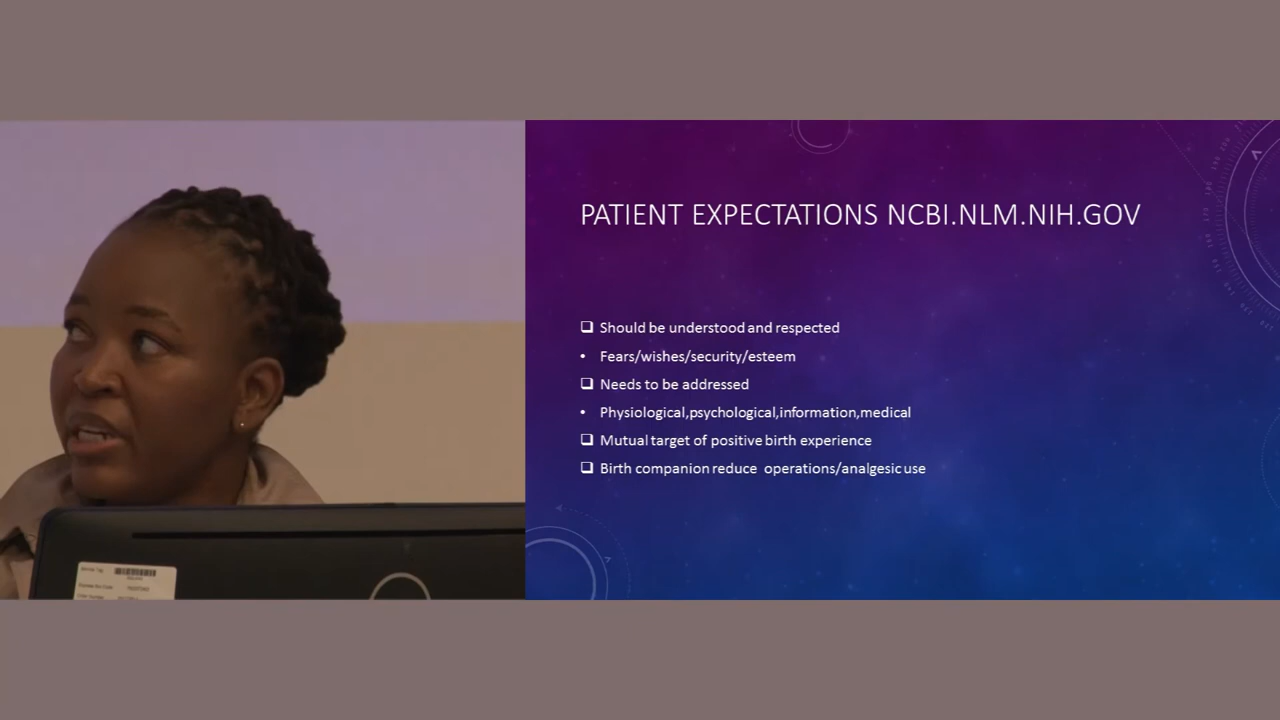 PATIENT EXPECTATIONS NCBI.NLM.NIH.GOV
Should be understood and respected
• Fears/wishes/security/esteem
Needs to be addressed
• Physiological,psychological,information,medical
Mutual target of positive birth experience
Birth companion reduce operations/analgesic use